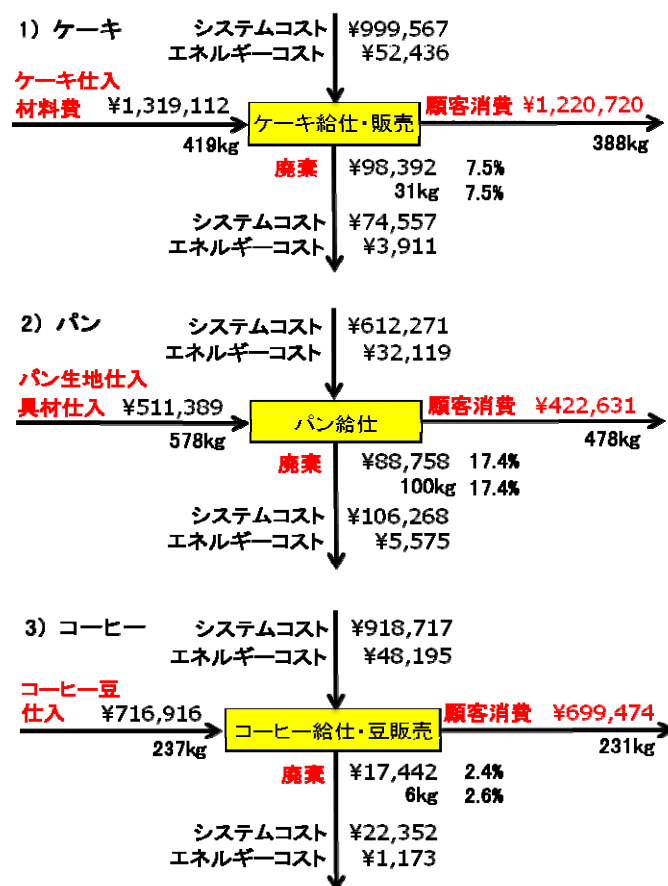 1) ケーキ
システムコスト ¥999,567
エネルギーコスト ¥52,436
ケーキ仕入
材料費 ¥1,319,112
419kg
ケーキ給仕・販売
顧客消費 ¥1,220,720
388kg
廃棄 ¥98,392 7.5%
31kg 7.5%
システムコスト ¥74,557
エネルギーコスト ¥3,911
2) パン
システムコスト ¥612,271
エネルギーコスト ¥32,119
パン生地仕入
具材仕入 ¥511,389
578kg
パン給仕
顧客消費 ¥422,631
478kg
廃棄 ¥88,758 17.4%
100kg 17.4%
システムコスト ¥106,268
エネルギーコスト ¥5,575
3) コーヒー
システムコスト ¥918,717
エネルギーコスト ¥48,195
コーヒー豆
仕入 ¥716,916
237kg
コーヒー給仕・豆販売
顧客消費 ¥699,474
231kg
廃棄 ¥17,442 2.4%
6kg 2.6%
システムコスト ¥22,352
エネルギーコスト ¥1,173